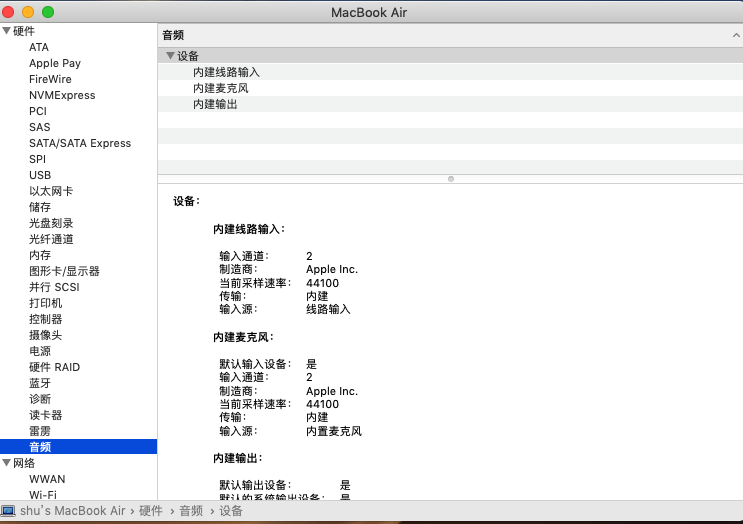 MacBook Air
硬件
ATA
Apple Pay
FireWire
NVMExpress
PCI
SAS
SATA/SATA Express
SPI
USB
以太网卡
储存
光盘刻录
光纤通道
内存
图形卡/显示器
并行 SCSI
打印机
控制器
摄像头
电源
硬件 RAID
蓝牙
诊断
读卡器
雷雳
音频
网络
WWAN
Wi-Fi
音频
设备
内建线路输入
内建麦克风
内建输出
设备：
内建线路输入：
输入通道： 2
制造商： Apple Inc.
当前采样速率： 44100
传输： 内建
输入源： 线路输入
内建麦克风：
默认输入设备： 是
输入通道： 2
制造商： Apple Inc.
当前采样速率： 44100
传输： 内建
输入源： 内置麦克风
内建输出：
默认输出设备： 是
默认的系统输出设备： 是
shu's MacBook Air › 硬件 › 音频 › 设备